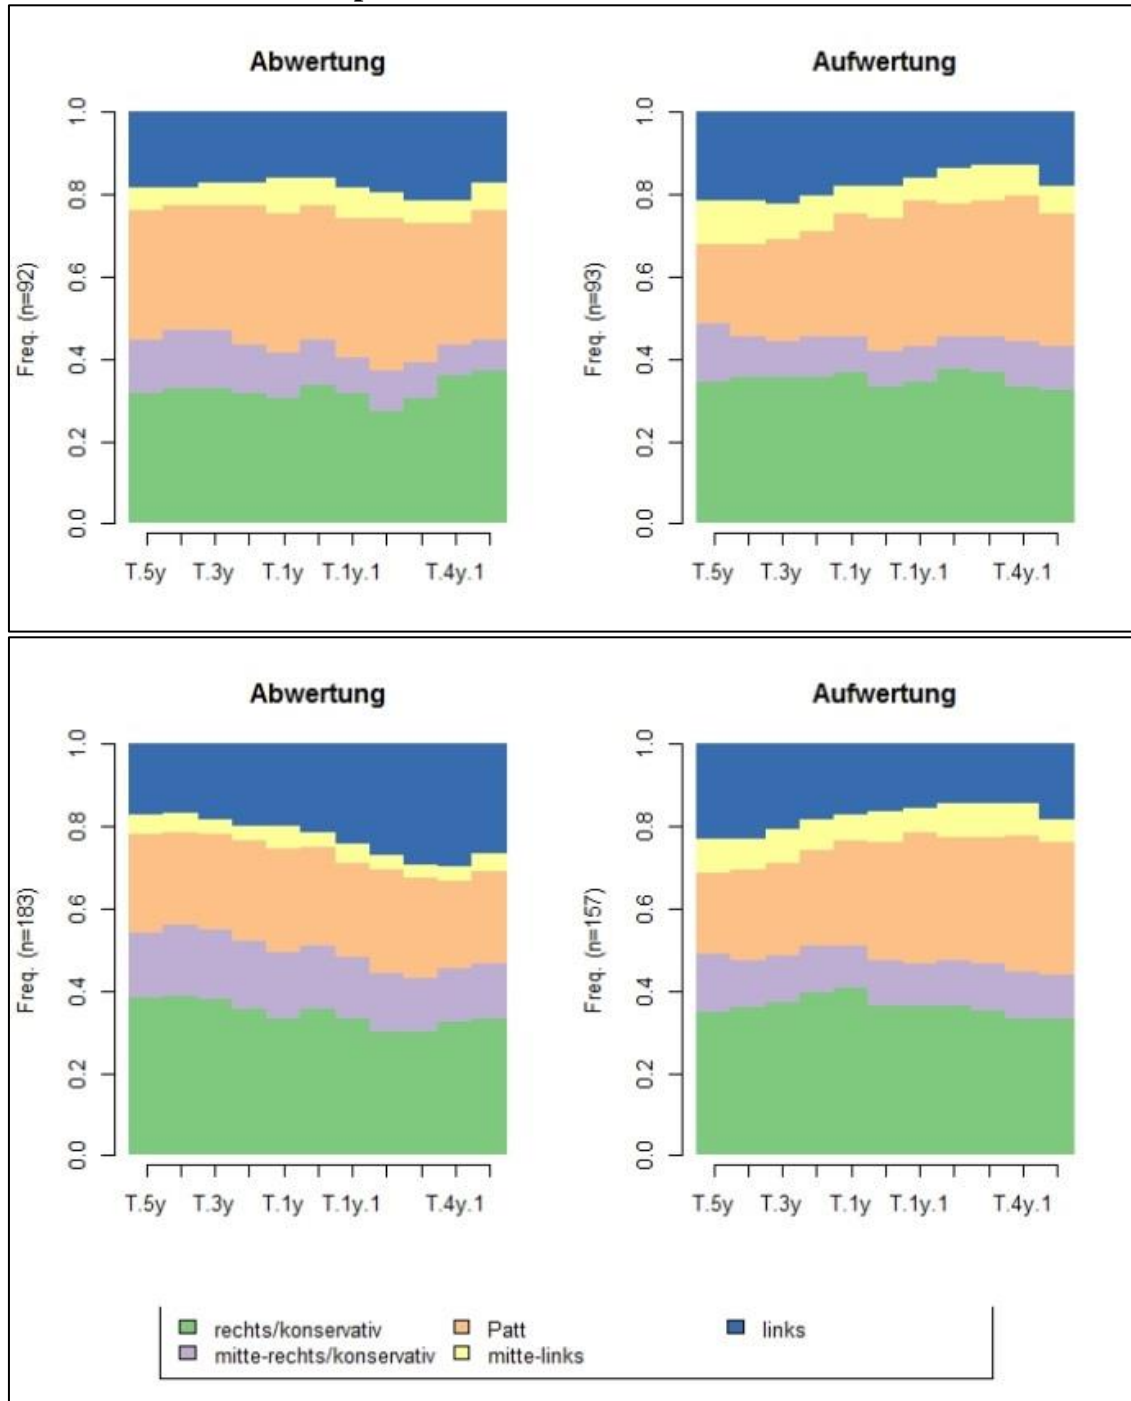 Abwertung Aufwertung
1.0 1.0
0.8 0.8
0.6 0.6
0.4 0.4
0.2 0.2
0.0 0.0
Freq. (n=92) Freq. (n=93)
T.5y T.3y T.1y T.1y.1 T.4y.1 T.5y T.3y T.1y T.1y.1 T.4y.1
Abwertung Aufwertung
1.0 1.0
0.8 0.8
0.6 0.6
0.4 0.4
0.2 0.2
0.0 0.0
Freq. (n=183) Freq. (n=157)
T.5y T.3y T.1y T.1y.1 T.4y.1 T.5y T.3y T.1y T.1y.1 T.4y.1
rechts/konservativ Patt links
mitte-rechts/konservativ mitte-links